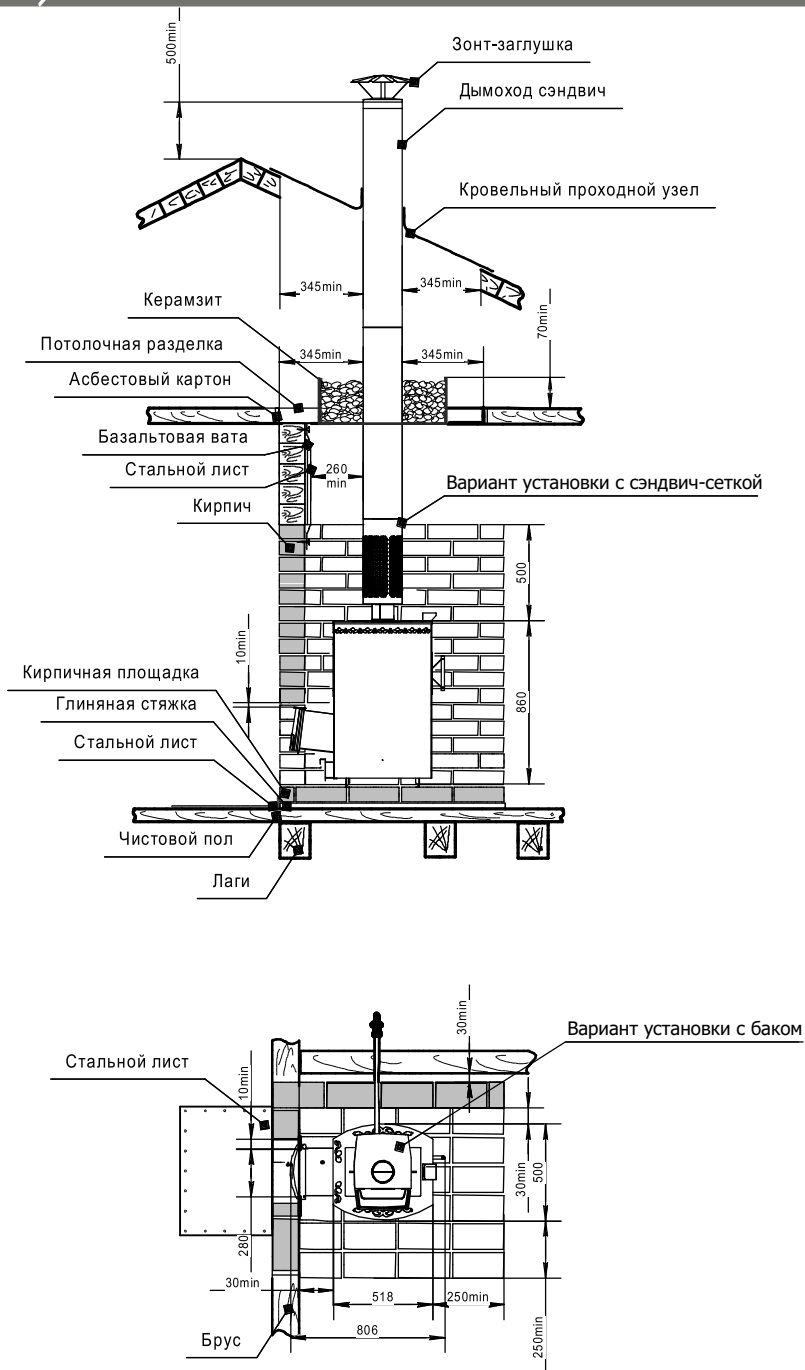 500min
Зонт-заглушка
Дымоход сэндвич
Кровельный проходной узел
345min
345min
Керамзит
70min
Потолочная разделка
345min
345min
Асбестовый картон
Базальтовая вата
Стальной лист
260
min
Вариант установки с сэндвич-сеткой
Кирпич
500
10min
Кирпичная площадка
860
Глиняная стяжка
Стальной лист
Чистовой пол
Лаги
30min
Вариант установки с баком
Стальной лист
10min
30min
500
280
30min
518
250min
806
250min
Брус